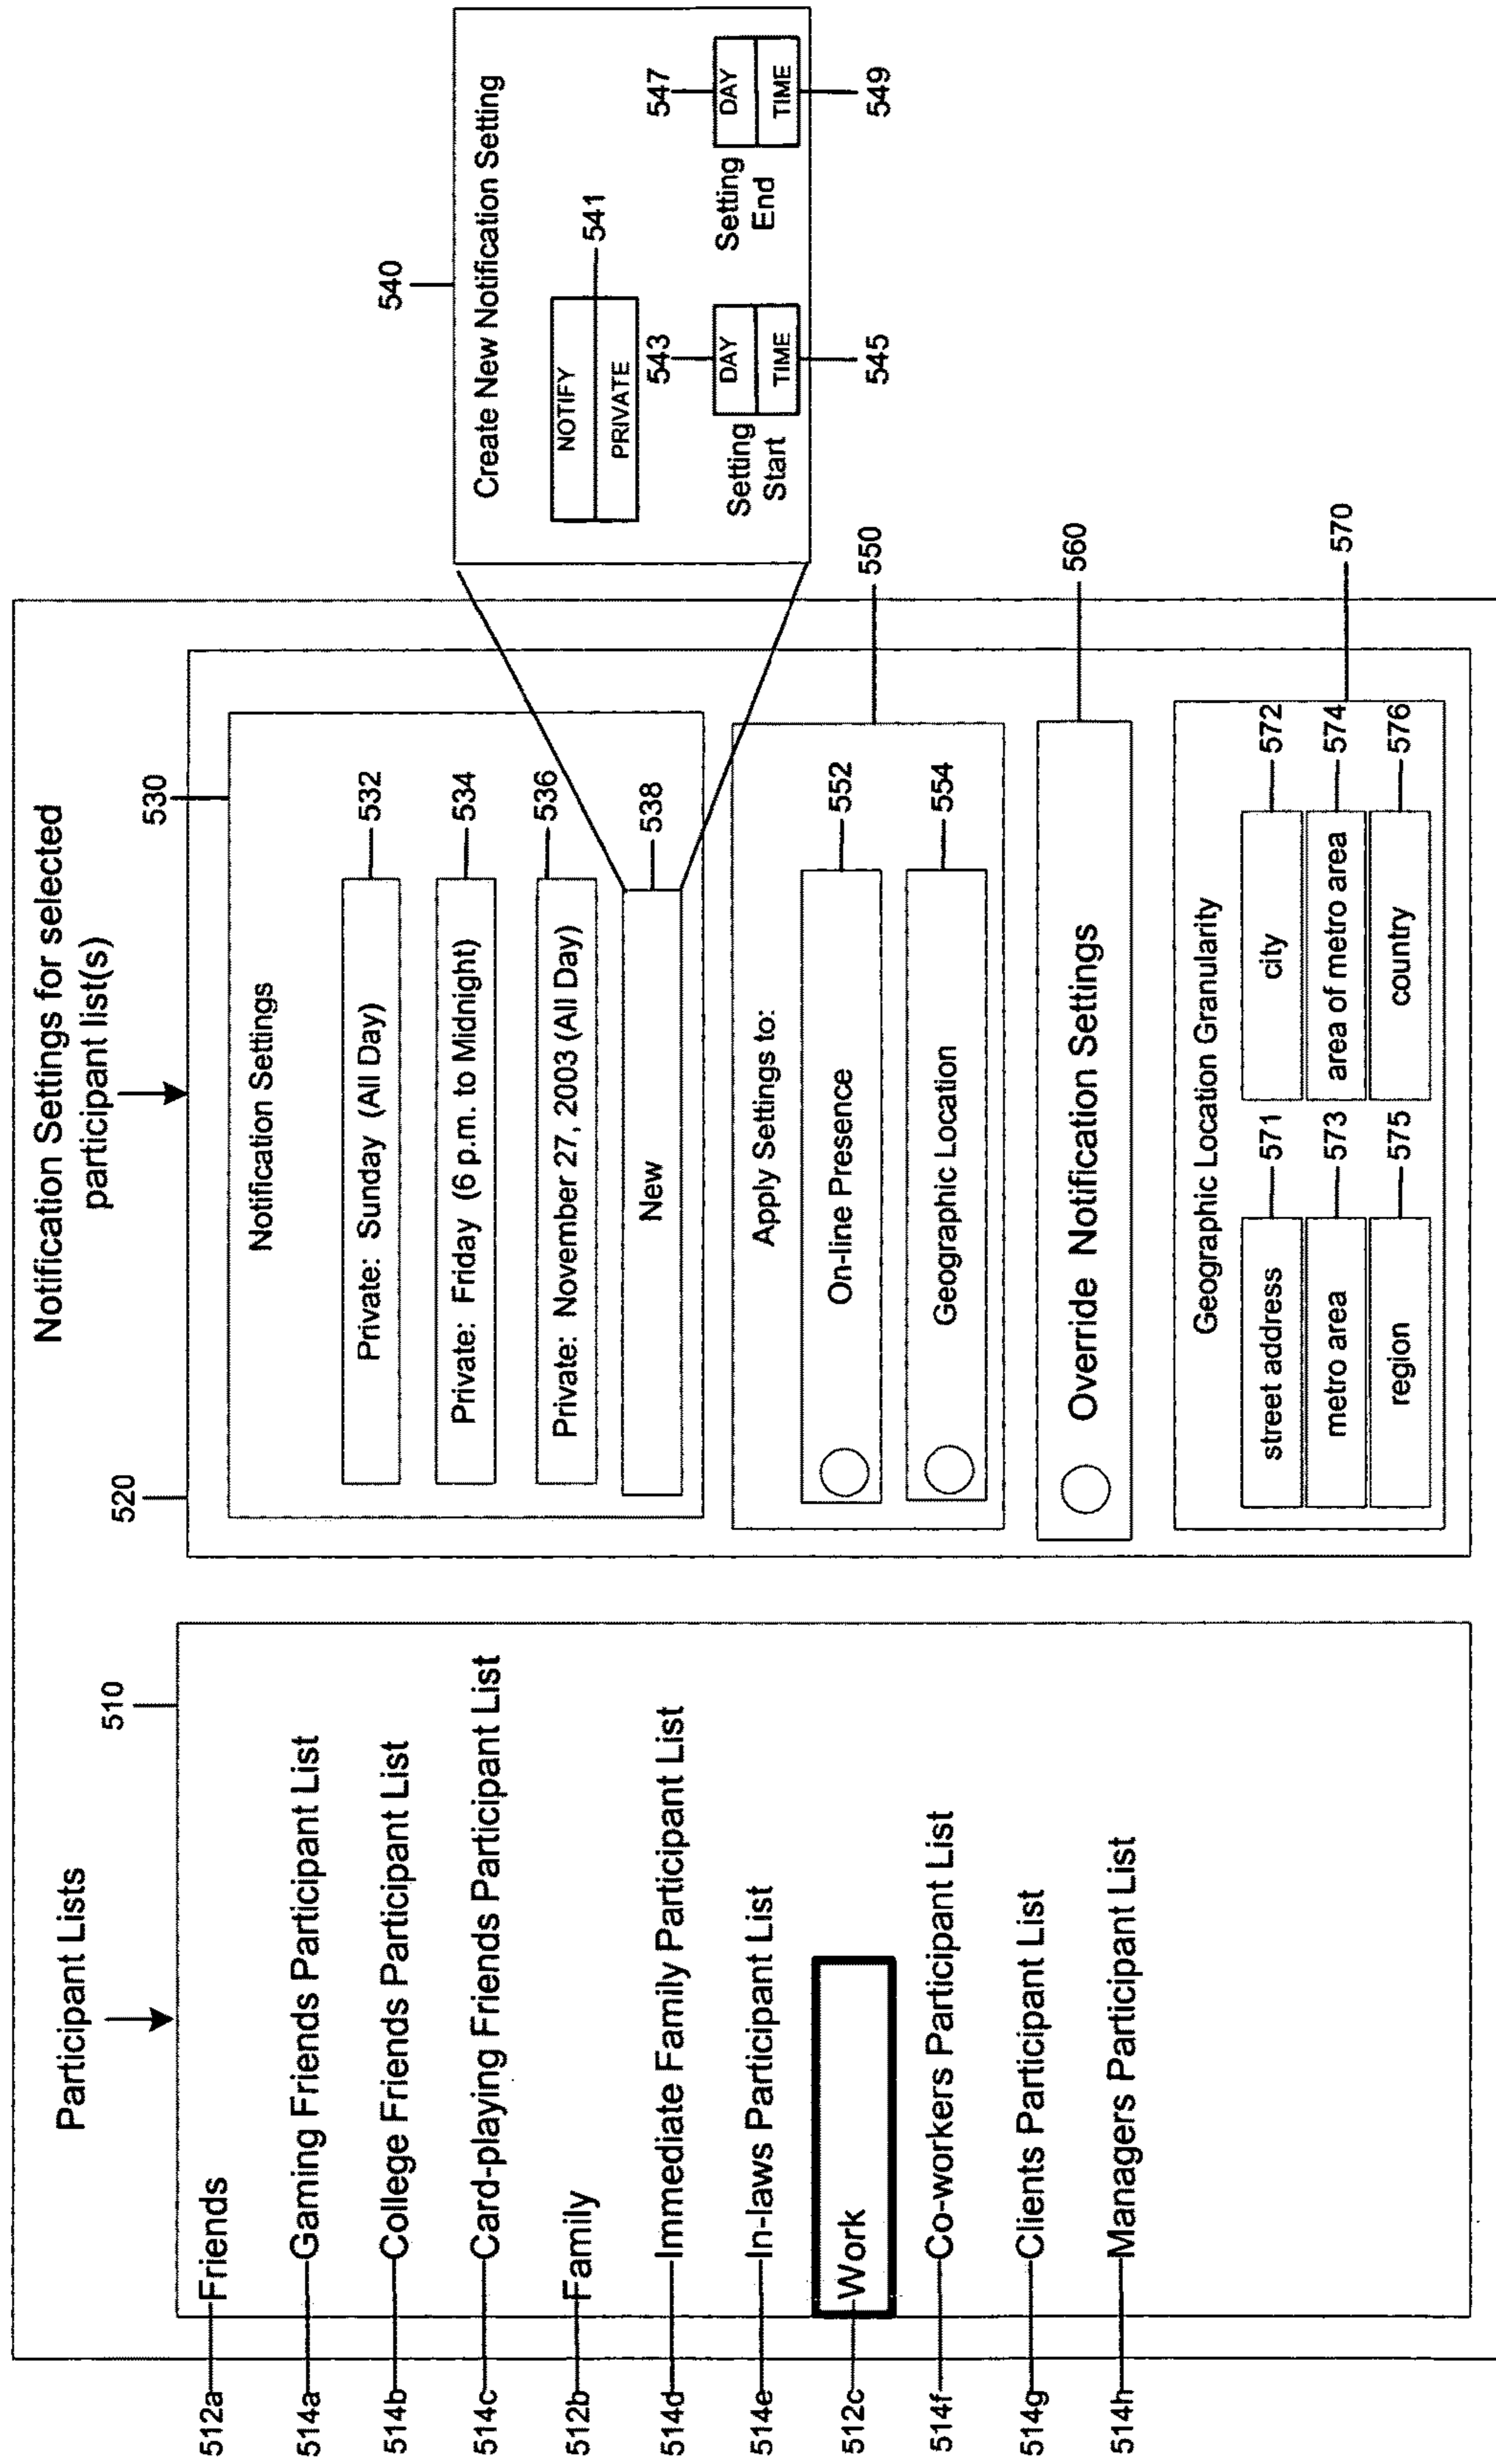 Participant Lists
510
512a
Friends
514a
Gaming Friends Participant List
514b
College Friends Participant List
514c
Card-playing Friends Participant List
512b
Family
514d
Immediate Family Participant List
514e
In-laws Participant List
512c
Work
514f
Co-workers Participant List
514g
Clients Participant List
514h
Managers Participant List
Notification Settings for selected
participant list(s)
520
530
Notification Settings
Private: Sunday (All Day)
532
Private: Friday (6 p.m. to Midnight)
534
Private: November 27, 2003 (All Day)
536
New
538
Apply Settings to:
550
On-line Presence
552
Geographic Location
554
Override Notification Settings
560
Geographic Location Granularity
570
street address
571
city
572
metro area
573
area of metro area
574
region
575
country
576
540
Create New Notification Setting
NOTIFY
PRIVATE
541
Setting
Start
543
DAY
TIME
545
Setting
End
547
DAY
TIME
549